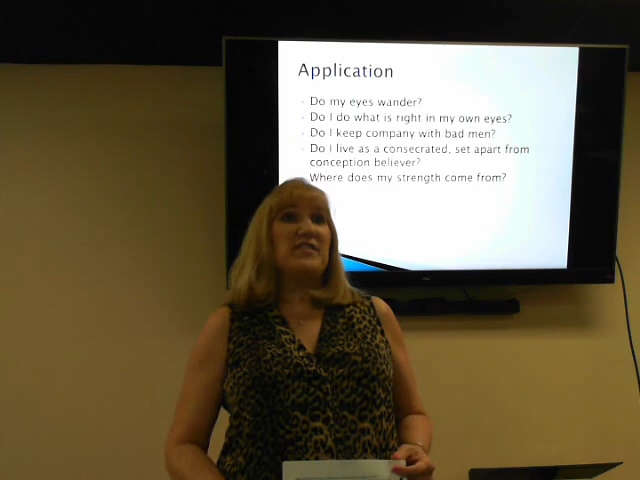 Application
Do my eyes wander?
Do I do what is right in my own eyes?
Do I keep company with bad men?
Do I live as a consecrated, set apart from
conception believer?
Where does my strength come from?